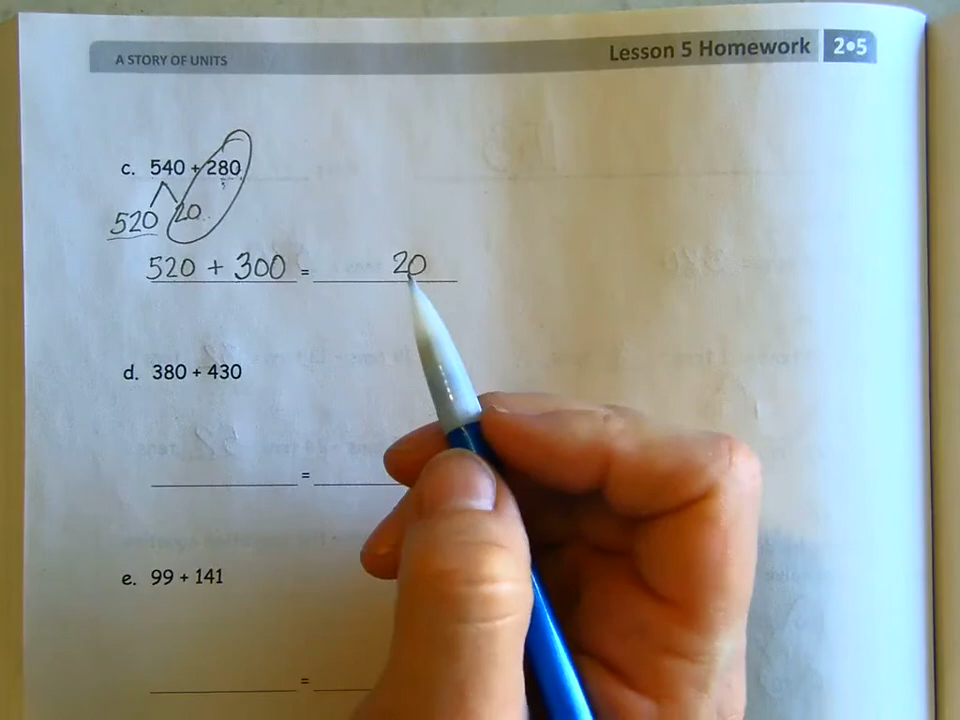 A STORY OF UNITS
Lesson 5 Homework 2•5
c. 540 + 280
520 20
520 + 300 = 20
d. 380 + 430
=
e. 99 + 141
=